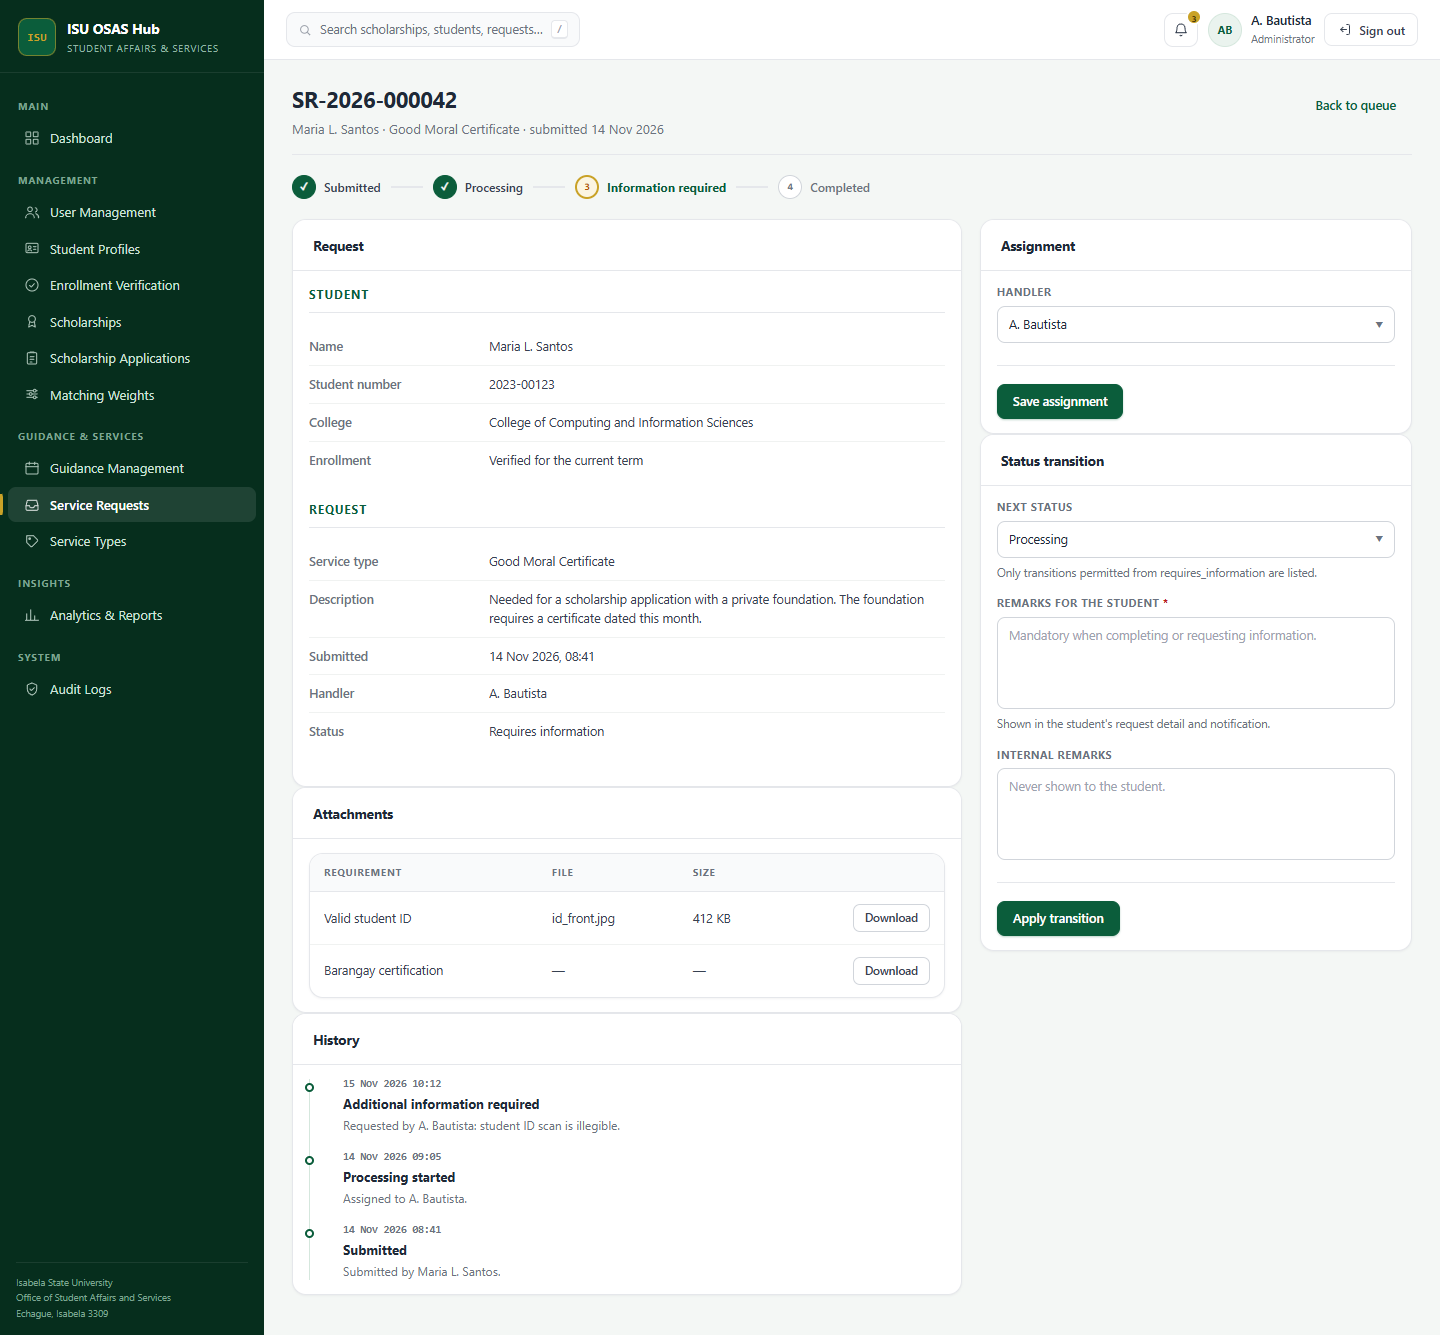 ISU
ISU OSAS Hub
STUDENT AFFAIRS & SERVICES
MAIN
Dashboard
MANAGEMENT
User Management
Student Profiles
Enrollment Verification
Scholarships
Scholarship Applications
Matching Weights
GUIDANCE & SERVICES
Guidance Management
Service Requests
Service Types
INSIGHTS
Analytics & Reports
SYSTEM
Audit Logs
Isabela State University
Office of Student Affairs and Services
Echague, Isabela 3309
Search scholarships, students, requests... /
3
AB
A. Bautista
Administrator
Sign out
SR-2026-000042
Maria L. Santos · Good Moral Certificate · submitted 14 Nov 2026
Back to queue
Submitted
Processing
3 Information required
4 Completed
Request
STUDENT
Name Maria L. Santos
Student number 2023-00123
College College of Computing and Information Sciences
Enrollment Verified for the current term
REQUEST
Service type Good Moral Certificate
Description Needed for a scholarship application with a private foundation. The foundation
requires a certificate dated this month.
Submitted 14 Nov 2026, 08:41
Handler A. Bautista
Status Requires information
Attachments
REQUIREMENT FILE SIZE
Valid student ID id_front.jpg 412 KB Download
Barangay certification — — Download
History
15 Nov 2026 10:12
Additional information required
Requested by A. Bautista: student ID scan is illegible.
14 Nov 2026 09:05
Processing started
Assigned to A. Bautista.
14 Nov 2026 08:41
Submitted
Submitted by Maria L. Santos.
Assignment
HANDLER
A. Bautista
Save assignment
Status transition
NEXT STATUS
Processing
Only transitions permitted from requires_information are listed.
REMARKS FOR THE STUDENT *
Mandatory when completing or requesting information.
Shown in the student's request detail and notification.
INTERNAL REMARKS
Never shown to the student.
Apply transition